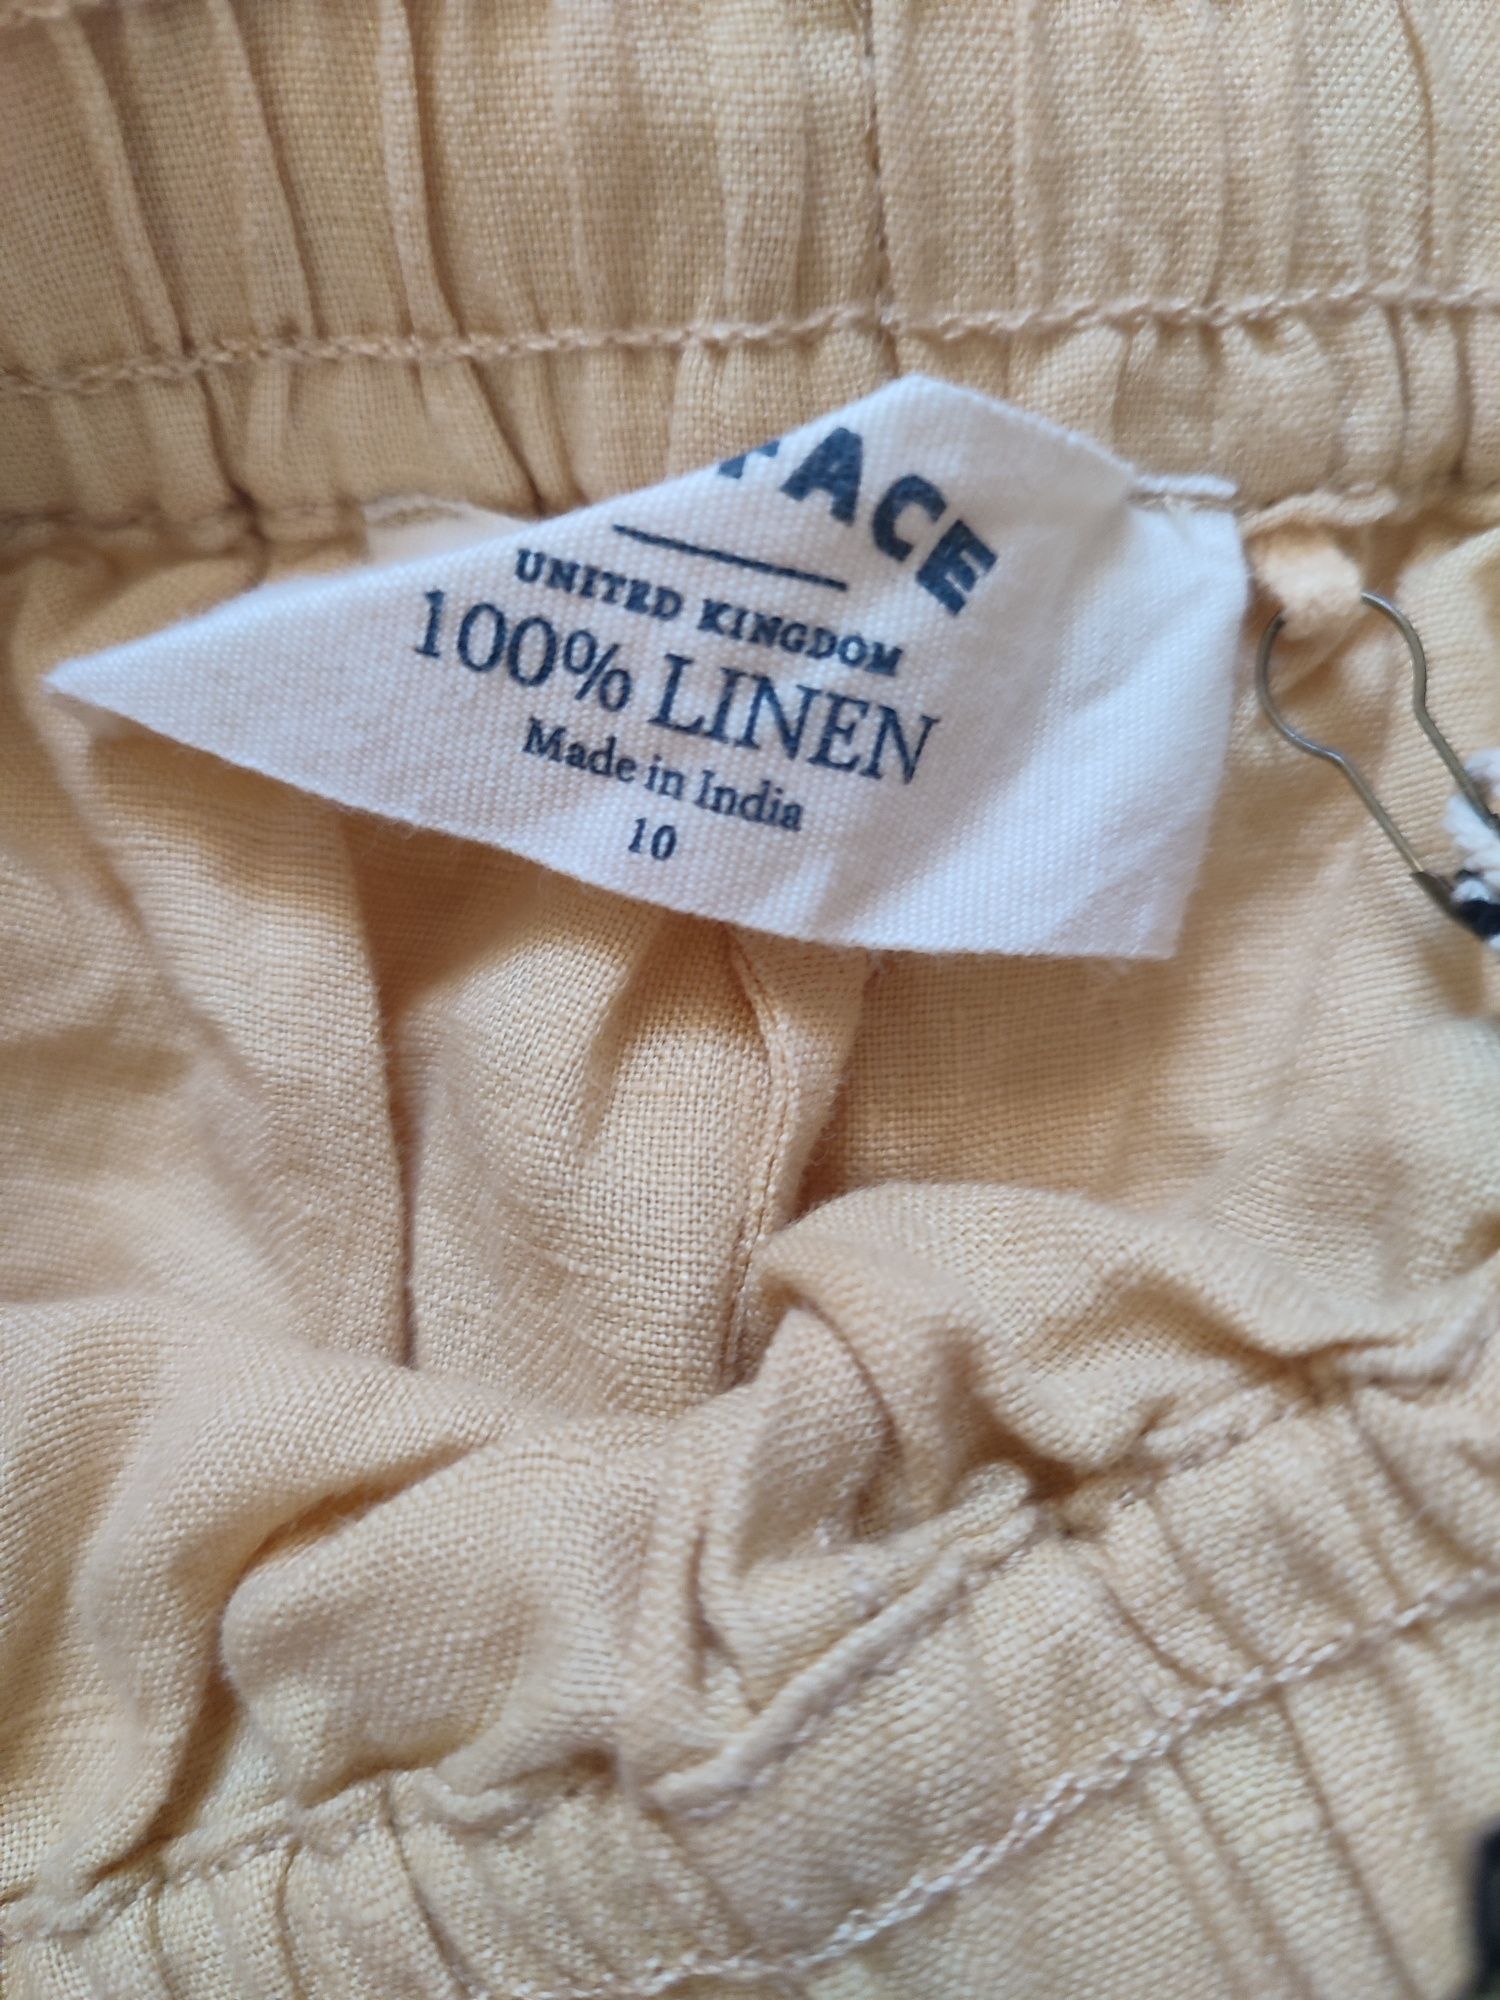 FACE
UNITED KINGDOM
100% LINEN
Made in India
10